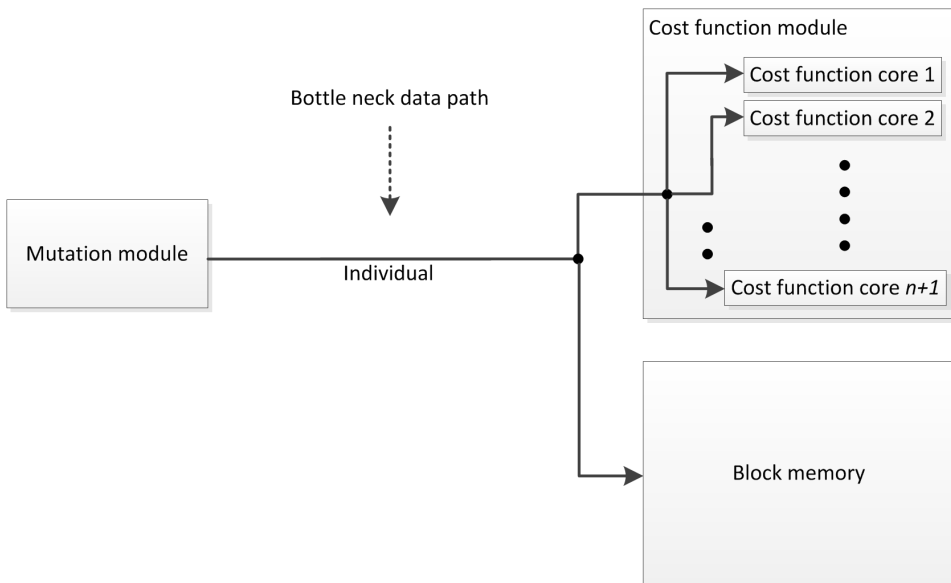 Cost function module
Cost function core 1
Bottle neck data path
Cost function core 2
Mutation module
Individual
Cost function core n+1
Block memory